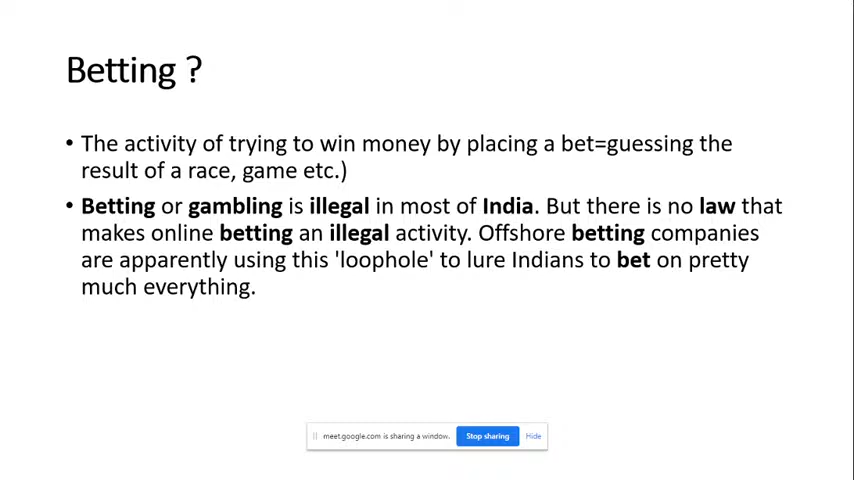 Betting ?
• The activity of trying to win money by placing a bet=guessing the
result of a race, game etc.)
• Betting or gambling is illegal in most of India. But there is no law that
makes online betting an illegal activity. Offshore betting companies
are apparently using this 'loophole' to lure Indians to bet on pretty
much everything.
meet.google.com is sharing a window. Stop sharing Hide